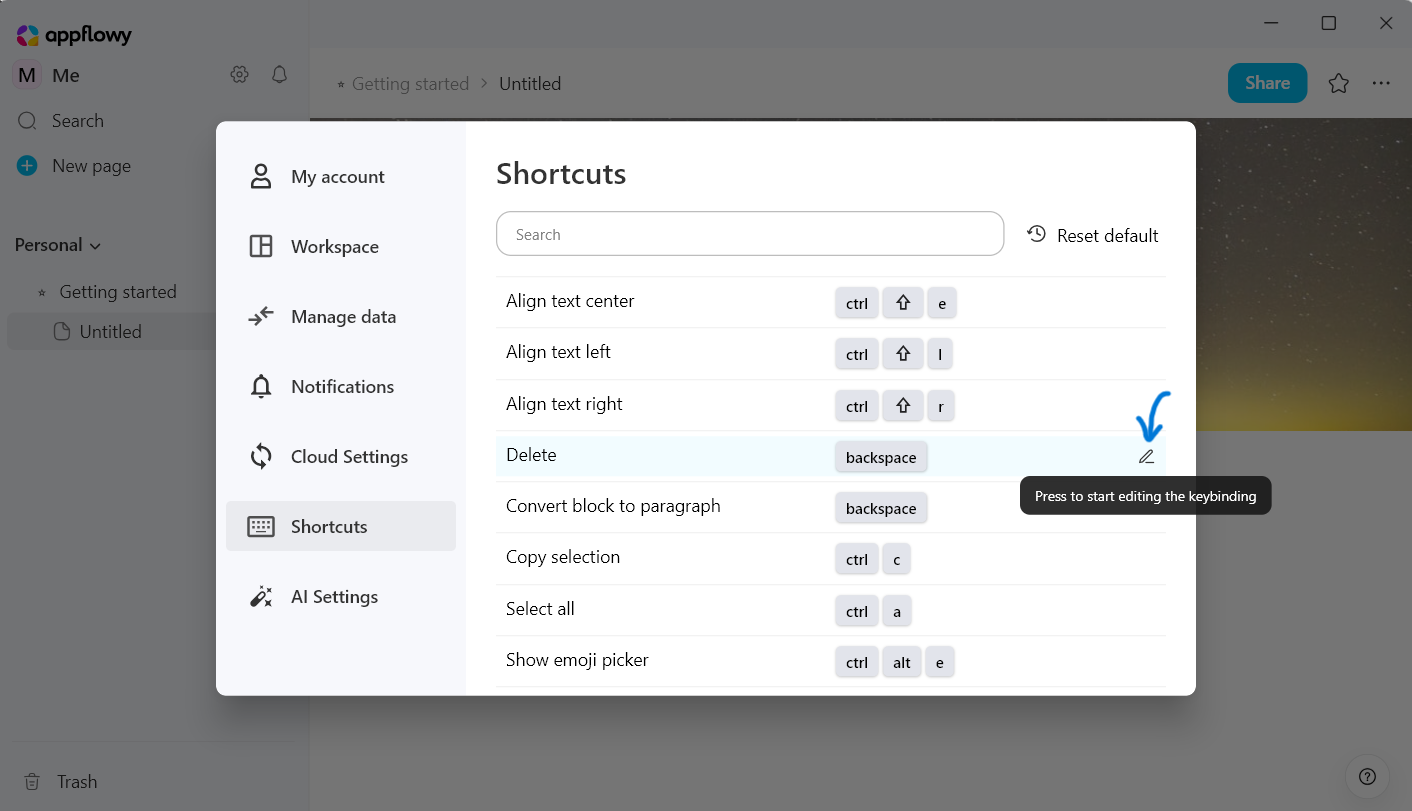 appflowy
M Me
Search
New page
Personal
Getting started
Untitled
Trash
Getting started > Untitled
Share
My account
Workspace
Manage data
Notifications
Cloud Settings
Shortcuts
AI Settings
Shortcuts
Search
Reset default
Align text center ctrl ⇧ e
Align text left ctrl ⇧ l
Align text right ctrl ⇧ r
Delete backspace
Press to start editing the keybinding
Convert block to paragraph backspace
Copy selection ctrl c
Select all ctrl a
Show emoji picker ctrl alt e